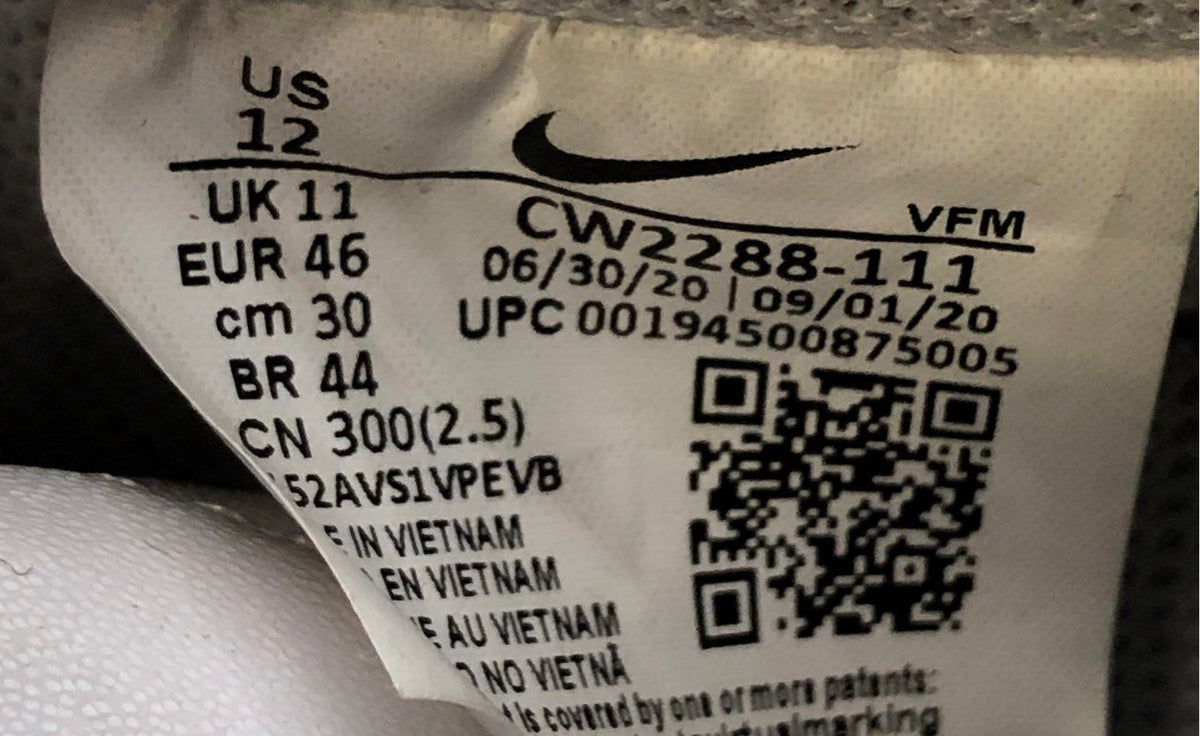 US
12
UK 11
EUR 46
cm 30
BR 44
CN 300(2.5)
52AVS1VPEVB
IN VIETNAM
EN VIETNAM
AU VIETNAM
NO VIETNÃ
VFM
CW2288-111
06/30/20 | 09/01/20
UPC 00194500875005
is covered by one or more patents: